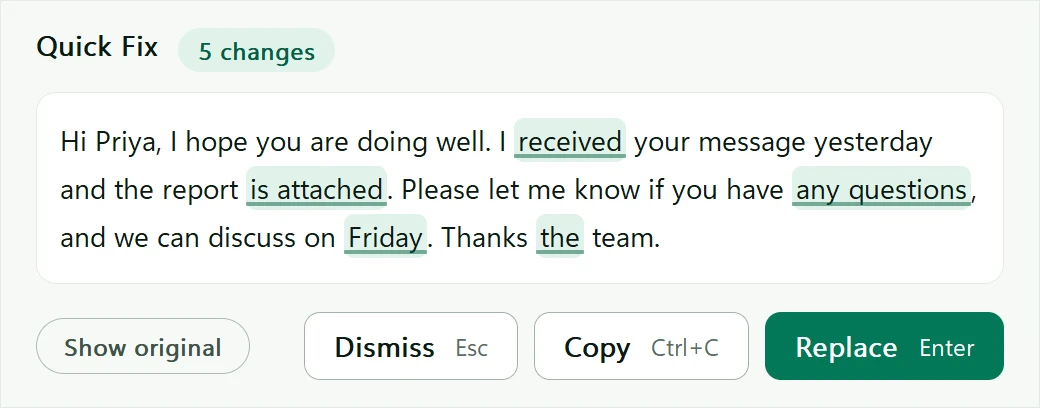 Quick Fix 5 changes
Hi Priya, I hope you are doing well. I received your message yesterday
and the report is attached. Please let me know if you have any questions,
and we can discuss on Friday. Thanks the team.
Show original Dismiss Esc Copy Ctrl+C Replace Enter